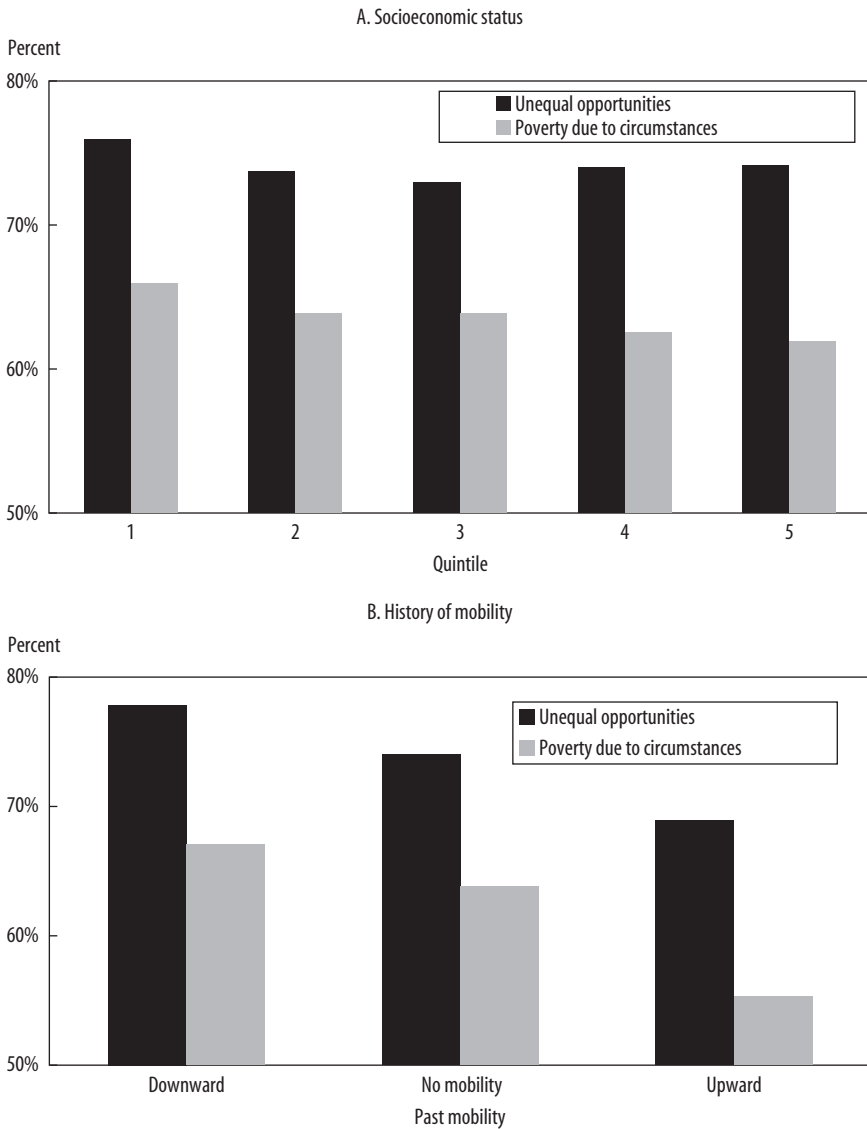 A. Socioeconomic status
Percent
80%
Unequal opportunities
Poverty due to circumstances
70%
60%
50%
1 2 3 4 5
Quintile
B. History of mobility
Percent
80%
Unequal opportunities
Poverty due to circumstances
70%
60%
50%
Downward No mobility Upward
Past mobility